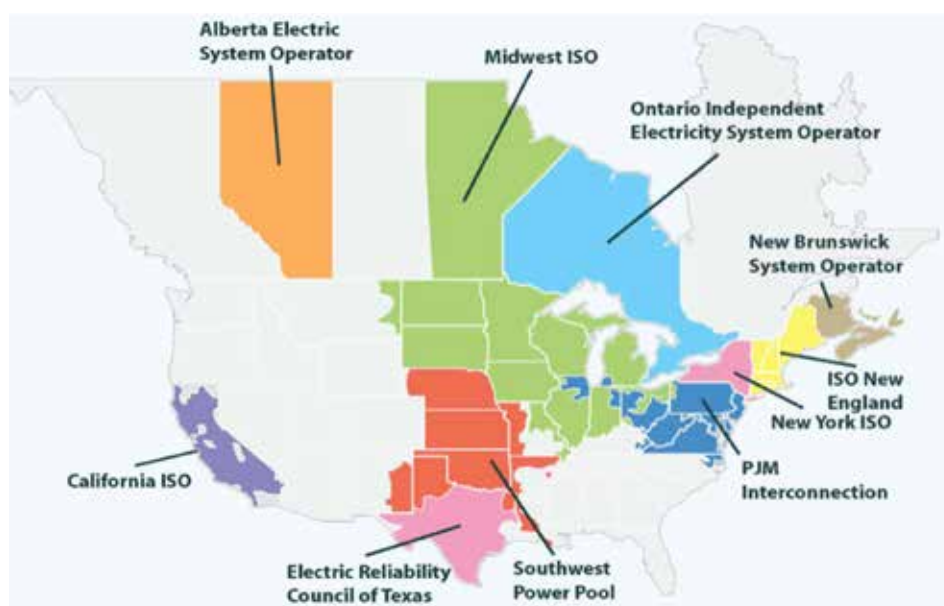 Alberta Electric
System Operator
Midwest ISO
Ontario Independent
Electricity System Operator
New Brunswick
System Operator
ISO New
England
New York ISO
PJM
Interconnection
California ISO
Electric Reliability
Council of Texas
Southwest
Power Pool